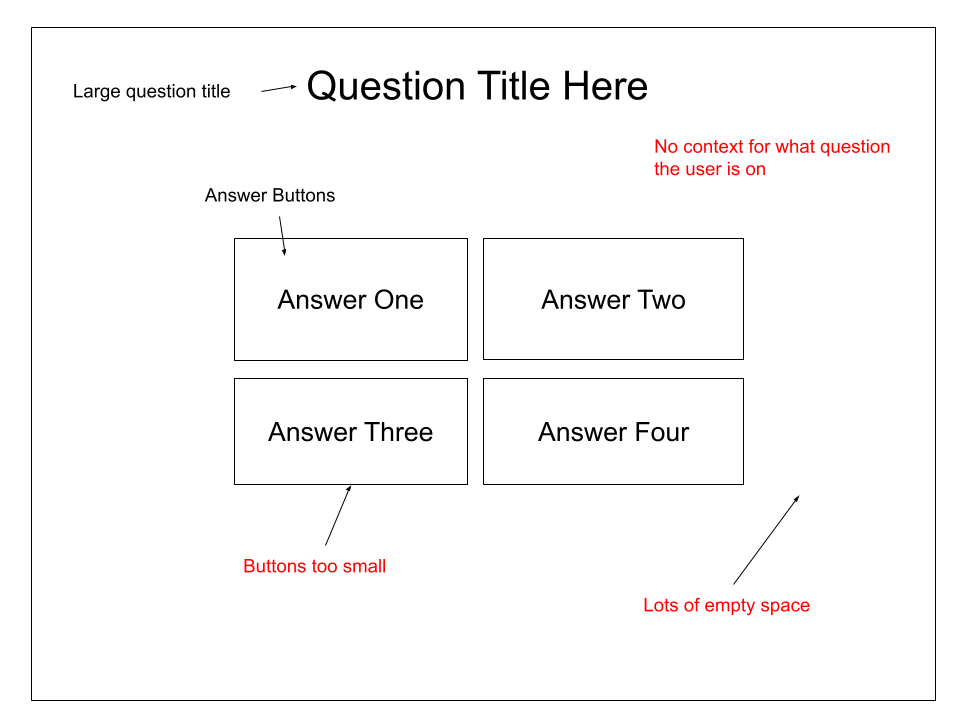 Question Title Here
Large question title
No context for what question
the user is on
Answer Buttons
Answer One
Answer Two
Answer Three
Answer Four
Buttons too small
Lots of empty space